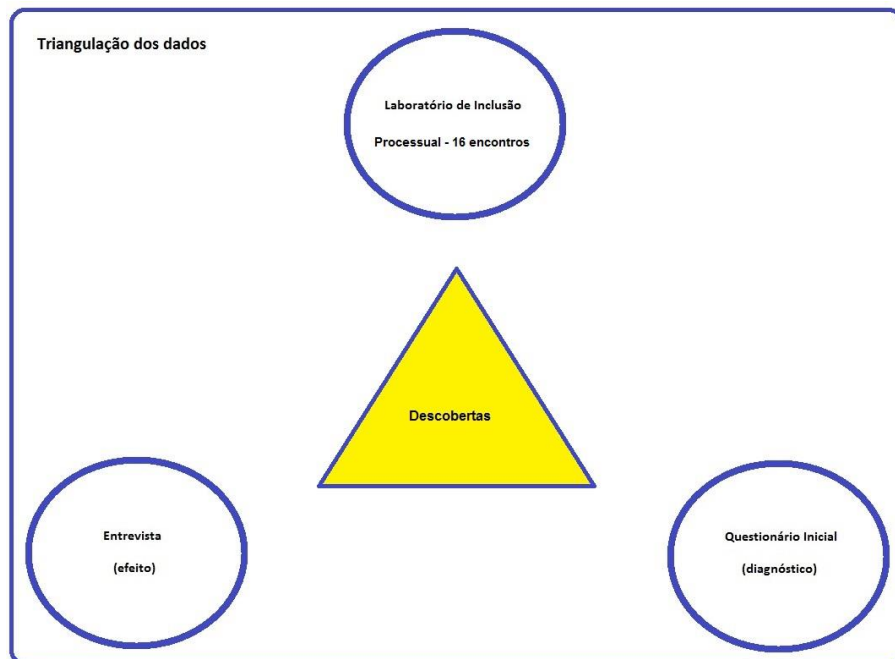 Triangulação dos dados
Laboratório de Inclusão
Processual - 16 encontros
Descobertas
Entrevista
(efeito)
Questionário Inicial
(diagnóstico)